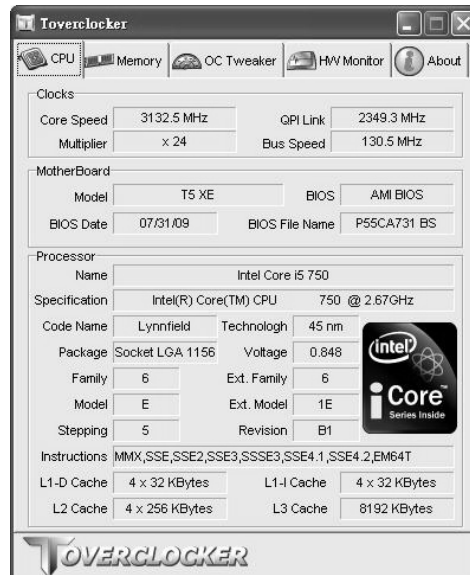 Toverclocker
CPU Memory OC Tweaker HW Monitor About
Clocks
Core Speed 3132.5 MHz QPI Link 2349.3 MHz
Multiplier x 24 Bus Speed 130.5 MHz
MotherBoard
Model T5 XE BIOS AMI BIOS
BIOS Date 07/31/09 BIOS File Name P55CA731 BS
Processor
Name Intel Core i5 750
Specification Intel(R) Core(TM) CPU 750 @ 2.67GHz
Code Name Lynnfield Technologh 45 nm
Package Socket LGA 1156 Voltage 0.848
Family 6 Ext. Family 6
Model E Ext. Model 1E
Stepping 5 Revision B1
intel
i Core
Series Inside
Instructions MMX,SSE,SSE2,SSE3,SSSE3,SSE4.1,SSE4.2,EM64T
L1-D Cache 4 x 32 KBytes L1-I Cache 4 x 32 KBytes
L2 Cache 4 x 256 KBytes L3 Cache 8192 KBytes
TOVERCLOCKER